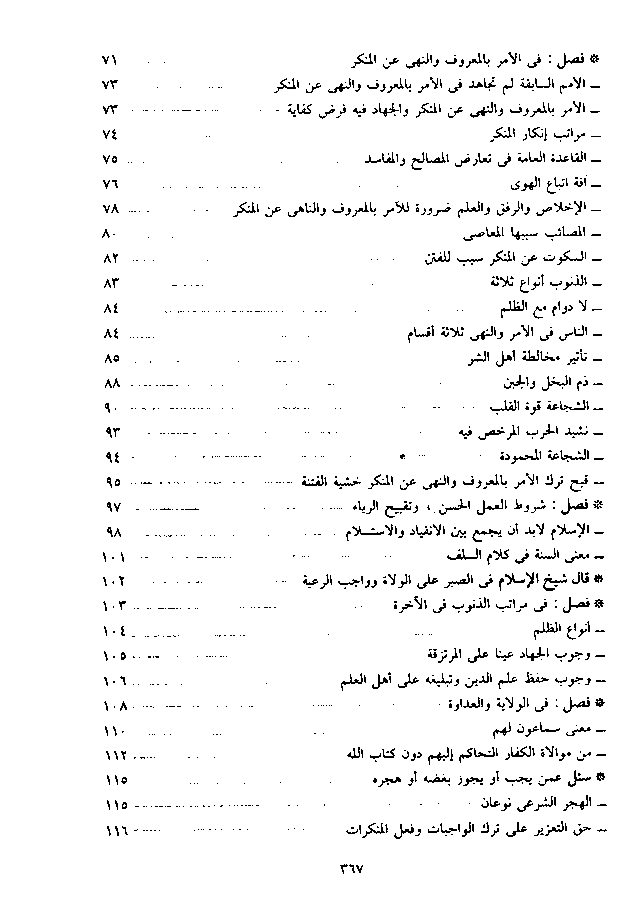 * فصل : فى الأمر بالمعروف والنهى عن المنكر ٧١
ـ الأمم السابقة لم تجاهد فى الأمر بالمعروف والنهى عن المنكر ٧٣
ـ الأمر بالمعروف والنهى عن المنكر والجهاد فيه فرض كفاية ٧٣
ـ مراتب إنكار المنكر ٧٤
ـ القاعدة العامة فى تعارض المصالح والمفاسد ٧٥
ـ آفة اتباع الهوى ٧٦
ـ الإخلاص والرفق والعلم ضرورة للآمر بالمعروف والناهى عن المنكر ٧٨
ـ المصائب سببها المعاصى ٨٠
ـ السكوت عن المنكر سبب للفتن ٨٢
ـ الذنوب أنواع ثلاثة ٨٣
ـ لا دوام مع الظلم ٨٤
ـ الناس فى الأمر والنهى ثلاثة أقسام ٨٤
ـ تأثير مخالطة أهل الشر ٨٥
ـ ذم البخل والجبن ٨٨
ـ الشجاعة قوة القلب ٩٠
ـ نشيد الحرب المرخص فيه ٩٣
ـ الشجاعة المحمودة ٩٤
ـ قبح ترك الأمر بالمعروف والنهى عن المنكر خشية الفتنة ٩٥
* فصل : شروط العمل الحسن ، وتقبيح الرياء ٩٧
ـ الإسلام لابد أن يجمع بين الانقياد والاستسلام ٩٨
ـ معنى السنة فى كلام السلف ١٠١
* قال شيخ الإسلام فى الصبر على الولاة وواجب الرعية ١٠٢
* فصل : فى مراتب الذنوب فى الآخرة ١٠٣
ـ أنواع الظلم ١٠٤
ـ وجوب الجهاد عينا على المرتزقة ١٠٥
ـ وجوب حفظ علم الدين وتبليغه على أهل العلم ١٠٦
* فصل : فى الولاية والعداوة ١٠٨
ـ معنى سماعون لهم ١١٠
ـ من موالاة الكفار التحاكم إليهم دون كتاب الله ١١٢
* سئل عمن يجب أو يجوز بغضه أو هجره ١١٥
ـ الهجر الشرعى نوعان ١١٥
ـ حق التعزير على ترك الواجبات وفعل المنكرات ١١٦
٣٦٧